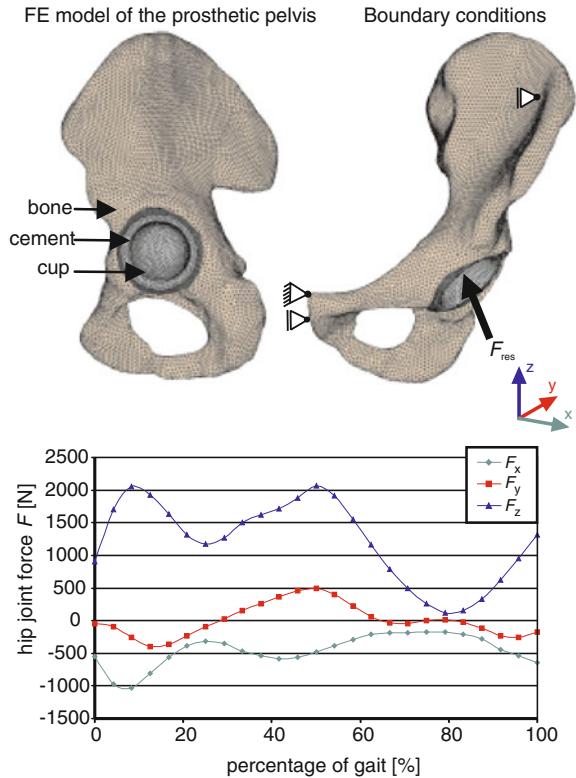 FE model of the prosthetic pelvis
Boundary conditions
bone
cement
cup
F_res
z
y
x
hip joint force F [N]
2500
2000
1500
1000
500
0
-500
-1000
-1500
F_x
F_y
F_z
0
20
40
60
80
100
percentage of gait [%]